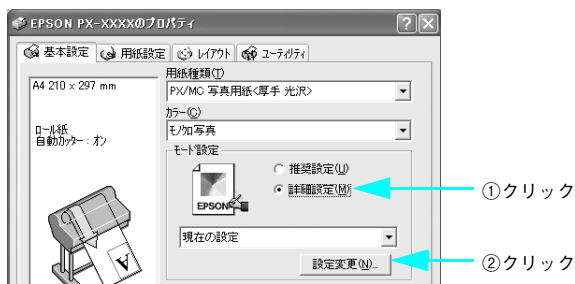 EPSON PX-XXXXのプロパティ
基本設定 用紙設定 レイアウト ユーティリティ
A4 210 x 297 mm
ロール紙
自動カッター : オン
用紙種類(T)
PX/MC 写真用紙<厚手 光沢>
カラー(C)
モノクロ写真
モード設定
推奨設定(U)
詳細設定(M)
①クリック
EPSON
A
現在の設定
設定変更(N)...
②クリック